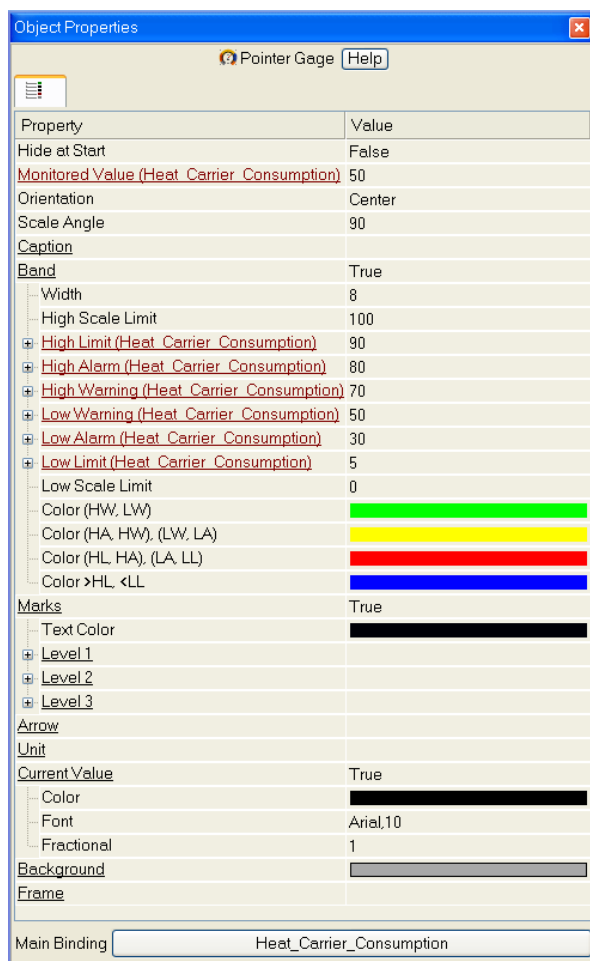 Object Properties
Pointer Gage Help
Property Value
Hide at Start False
Monitored Value (Heat_Carrier_Consumption) 50
Orientation Center
Scale Angle 90
Caption
Band True
Width 8
High Scale Limit 100
High Limit (Heat_Carrier_Consumption) 90
High Alarm (Heat_Carrier_Consumption) 80
High Warning (Heat_Carrier_Consumption) 70
Low Warning (Heat_Carrier_Consumption) 50
Low Alarm (Heat_Carrier_Consumption) 30
Low Limit (Heat_Carrier_Consumption) 5
Low Scale Limit 0
Color (HW, LW)
Color (HA, HW), (LW, LA)
Color (HL, HA), (LA, LL)
Color >HL, <LL
Marks True
Text Color
Level 1
Level 2
Level 3
Arrow
Unit
Current Value True
Color
Font Arial,10
Fractional 1
Background
Frame
Main Binding Heat_Carrier_Consumption